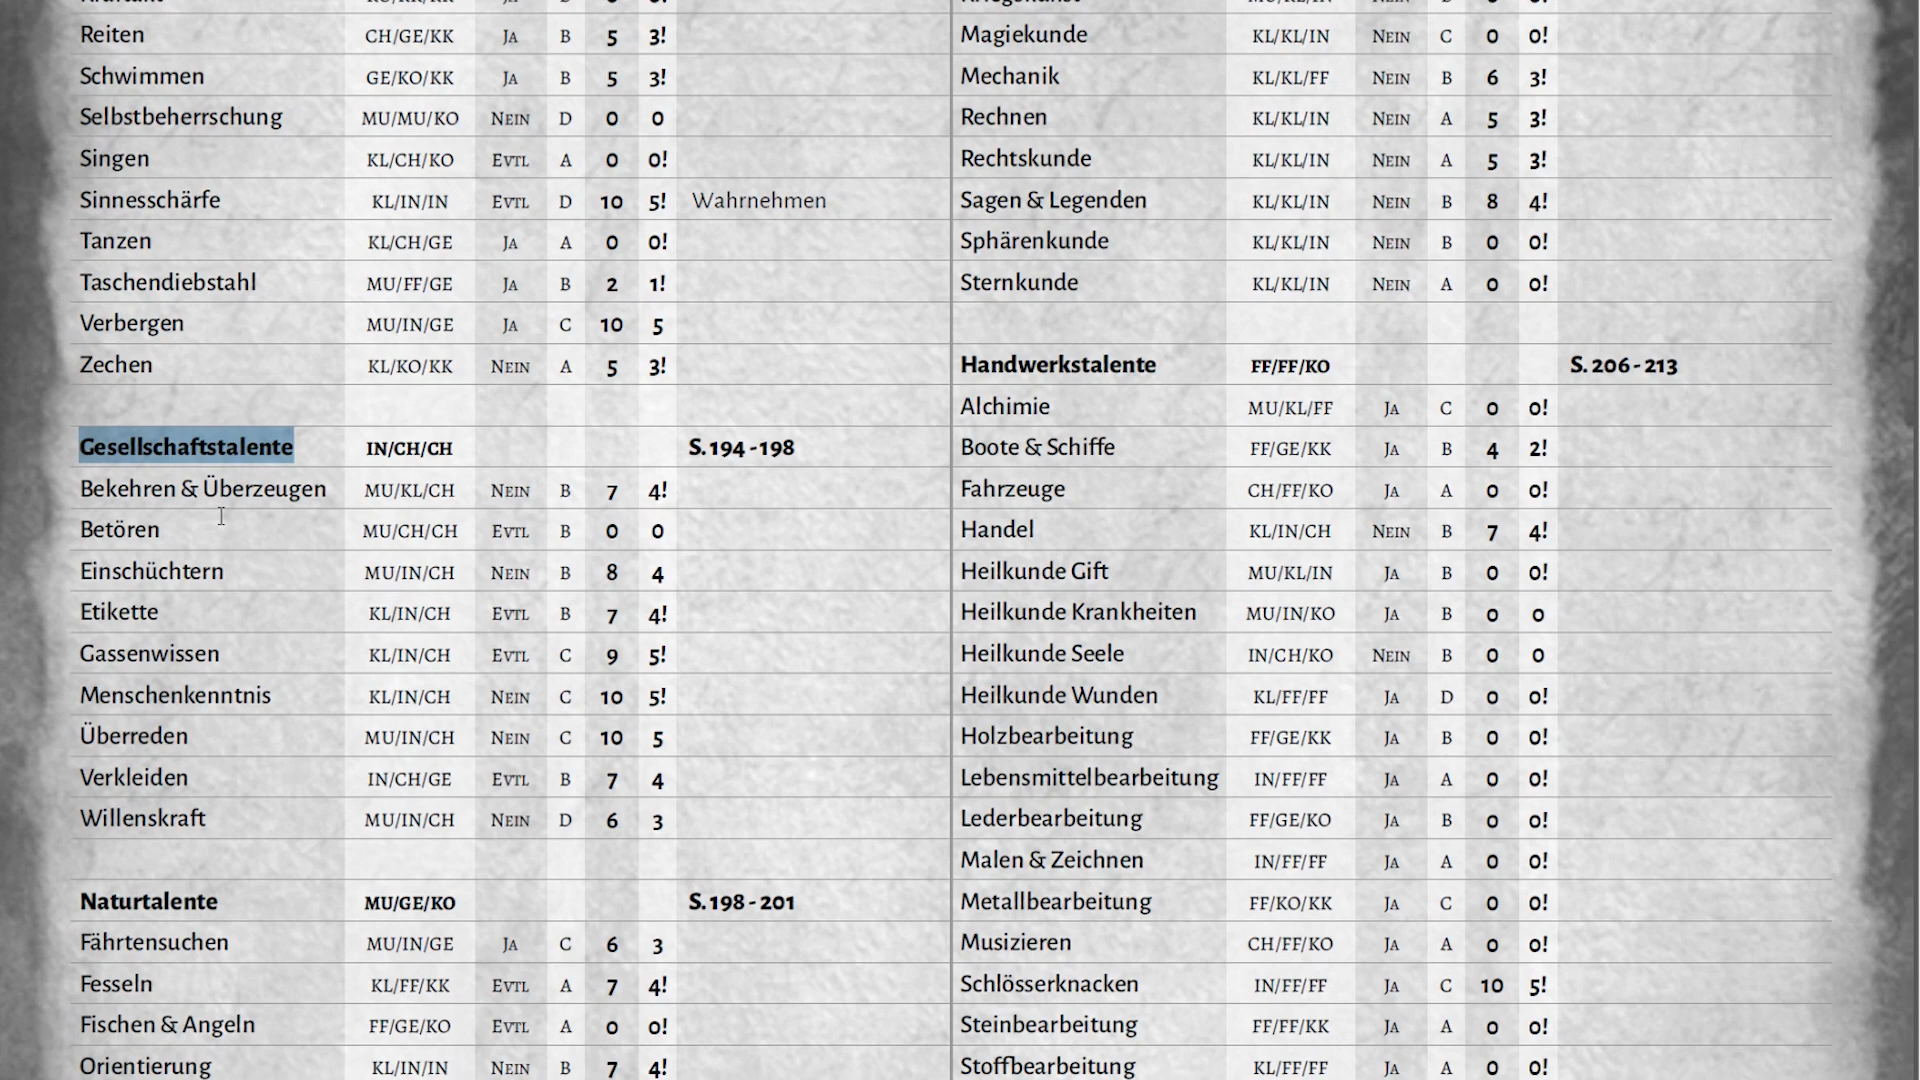 Reiten CH/GE/KK JA B 5 3!
Schwimmen GE/KO/KK JA B 5 3!
Selbstbeherrschung MU/MU/KO NEIN D 0 0
Singen KL/CH/KO EVTL A 0 0!
Sinnesschärfe KL/IN/IN EVTL D 10 5! Wahrnehmen
Tanzen KL/CH/GE JA A 0 0!
Taschendiebstahl MU/FF/GE JA B 2 1!
Verbergen MU/IN/GE JA C 10 5
Zechen KL/KO/KK NEIN A 5 3!
Gesellschaftstalente IN/CH/CH S. 194 - 198
Bekehren & Überzeugen MU/KL/CH NEIN B 7 4!
Betören MU/CH/CH EVTL B 0 0
Einschüchtern MU/IN/CH NEIN B 8 4
Etikette KL/IN/CH EVTL B 7 4!
Gassenwissen KL/IN/CH EVTL C 9 5!
Menschenkenntnis KL/IN/CH NEIN C 10 5!
Überreden MU/IN/CH NEIN C 10 5
Verkleiden IN/CH/GE EVTL B 7 4
Willenskraft MU/IN/CH NEIN D 6 3
Naturtalente MU/GE/KO S. 198 - 201
Fährtensuchen MU/IN/GE JA C 6 3
Fesseln KL/FF/KK EVTL A 7 4!
Fischen & Angeln FF/GE/KO EVTL A 0 0!
Orientierung KL/IN/IN NEIN B 7 4!
Magiekunde KL/KL/IN NEIN C 0 0!
Mechanik KL/KL/FF NEIN B 6 3!
Rechnen KL/KL/IN NEIN A 5 3!
Rechtskunde KL/KL/IN NEIN A 5 3!
Sagen & Legenden KL/KL/IN NEIN B 8 4!
Sphärenkunde KL/KL/IN NEIN B 0 0!
Sternkunde KL/KL/IN NEIN A 0 0!
Handwerkstalente FF/FF/KO S. 206 - 213
Alchimie MU/KL/FF JA C 0 0!
Boote & Schiffe FF/GE/KK JA B 4 2!
Fahrzeuge CH/FF/KO JA A 0 0!
Handel KL/IN/CH NEIN B 7 4!
Heilkunde Gift MU/KL/IN JA B 0 0!
Heilkunde Krankheiten MU/IN/KO JA B 0 0
Heilkunde Seele IN/CH/KO NEIN B 0 0
Heilkunde Wunden KL/FF/FF JA D 0 0!
Holzbearbeitung FF/GE/KK JA B 0 0!
Lebensmittelbearbeitung IN/FF/FF JA A 0 0!
Lederbearbeitung FF/GE/KO JA B 0 0!
Malen & Zeichnen IN/FF/FF JA A 0 0!
Metallbearbeitung FF/KO/KK JA C 0 0!
Musizieren CH/FF/KO JA A 0 0!
Schlösserknacken IN/FF/FF JA C 10 5!
Steinbearbeitung FF/FF/KK JA A 0 0!
Stoffbearbeitung KL/FF/FF JA A 0 0!